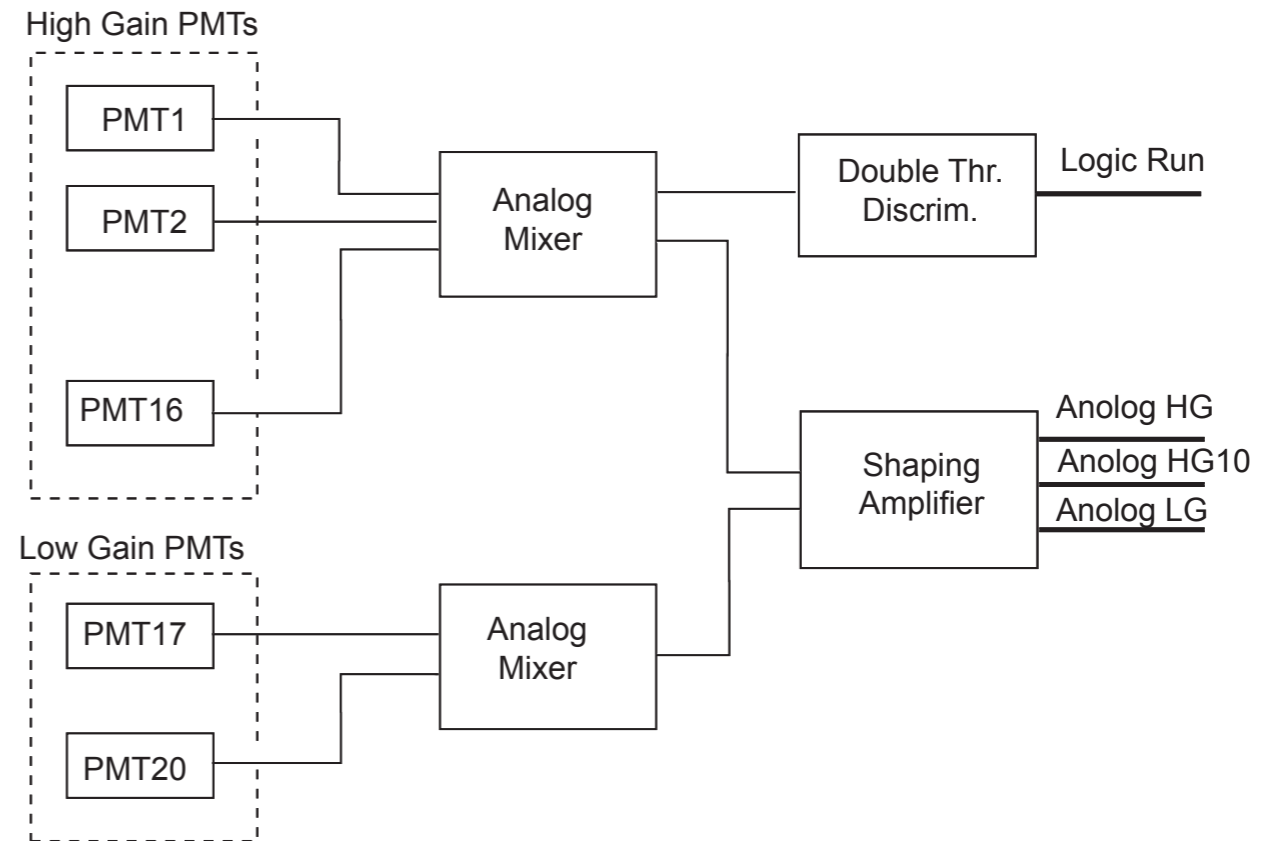 High Gain PMTs
PMT1
PMT2
PMT16
Analog
Mixer
Double Thr.
Discrim.
Logic Run
Shaping
Amplifier
Anolog HG
Anolog HG10
Anolog LG
Low Gain PMTs
PMT17
PMT20
Analog
Mixer